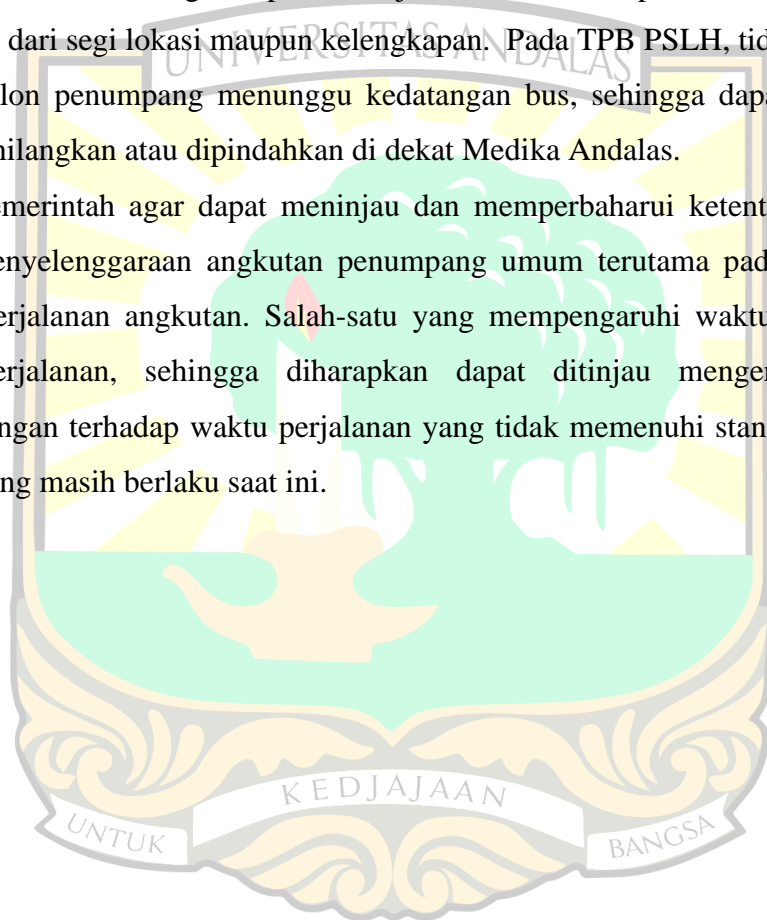 dari segi lokasi maupun kelengkapan. Pada TPB PSLH, tid
UNIVERSITAS ANDALAS
lon penumpang menunggu kedatangan bus, sehingga dapa
hilangkan atau dipindahkan di dekat Medika Andalas.
emerintah agar dapat meninjau dan memperbaharui ketent
enyelenggaraan angkutan penumpang umum terutama pad
erjalanan angkutan. Salah-satu yang mempengaruhi waktu
erjalanan, sehingga diharapkan dapat ditinjau menge
ngan terhadap waktu perjalanan yang tidak memenuhi stan
ng masih berlaku saat ini.
KEDJAJAAN
UNTUK
BANGSA